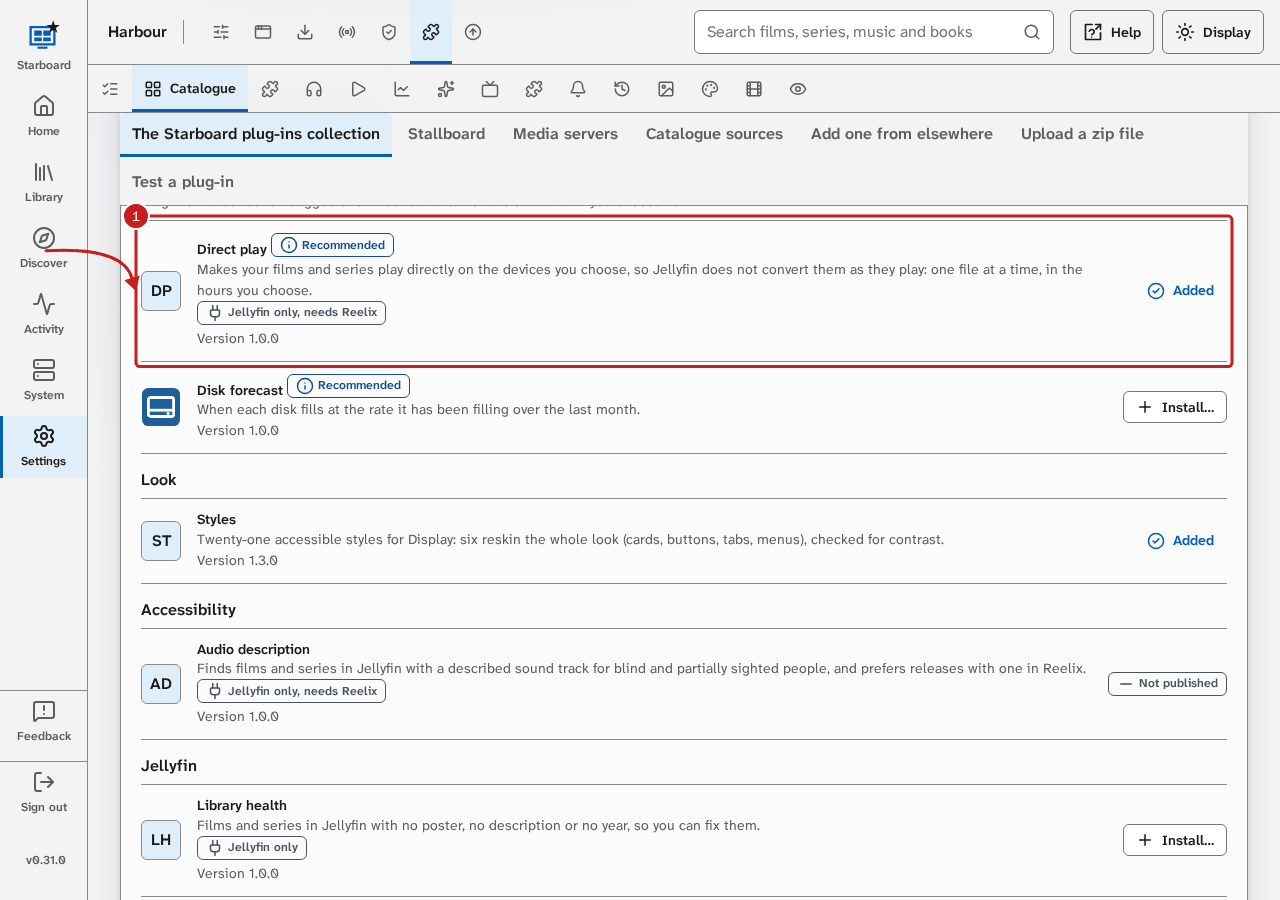 Starboard
Harbour
Search films, series, music and books
Help
Display
Home
Library
Discover
Activity
System
Settings
Feedback
Sign out
v0.31.0
Catalogue
The Starboard plug-ins collection
Stallboard
Media servers
Catalogue sources
Add one from elsewhere
Upload a zip file
Test a plug-in
1
DP
Direct play
Recommended
Makes your films and series play directly on the devices you choose, so Jellyfin does not convert them as they play: one file at a time, in the
hours you choose.
Jellyfin only, needs Reelix
Version 1.0.0
Added
Disk forecast
Recommended
When each disk fills at the rate it has been filling over the last month.
Version 1.0.0
Install...
Look
ST
Styles
Twenty-one accessible styles for Display: six reskin the whole look (cards, buttons, tabs, menus), checked for contrast.
Version 1.3.0
Added
Accessibility
AD
Audio description
Finds films and series in Jellyfin with a described sound track for blind and partially sighted people, and prefers releases with one in Reelix.
Jellyfin only, needs Reelix
Version 1.0.0
Not published
Jellyfin
LH
Library health
Films and series in Jellyfin with no poster, no description or no year, so you can fix them.
Jellyfin only
Version 1.0.0
Install...